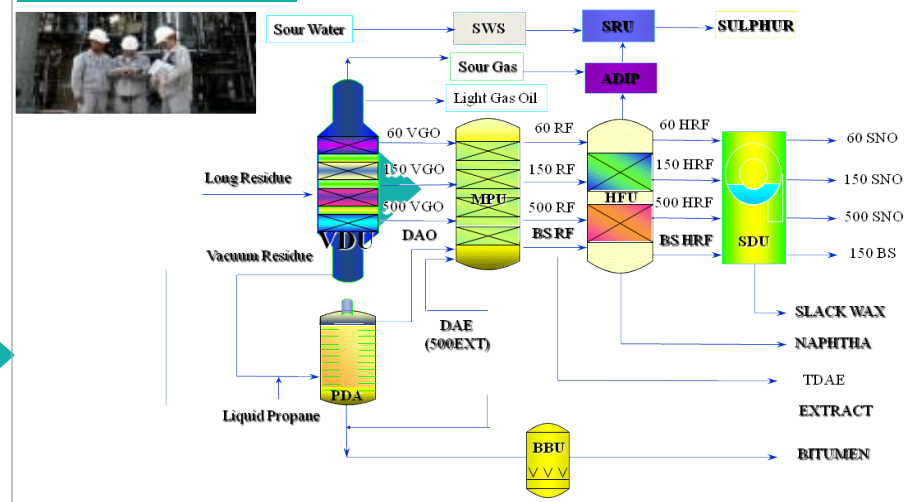 Sour Water
SWS
SRU
SULPHUR
Sour Gas
ADIP
Light Gas Oil
60 VGO
60 RF
60 HRF
60 SNO
150 VGO
150 RF
150 HRF
150 SNO
Long Residue
MPU
HFU
500 VGO
500 RF
500 HRF
500 SNO
VDU
DAO
BS RF
BS HRF
SDU
150 BS
Vacuum Residue
SLACK WAX
DAE
(500EXT)
NAPHTHA
TDAE
PDA
Liquid Propane
EXTRACT
BBU
BITUMEN